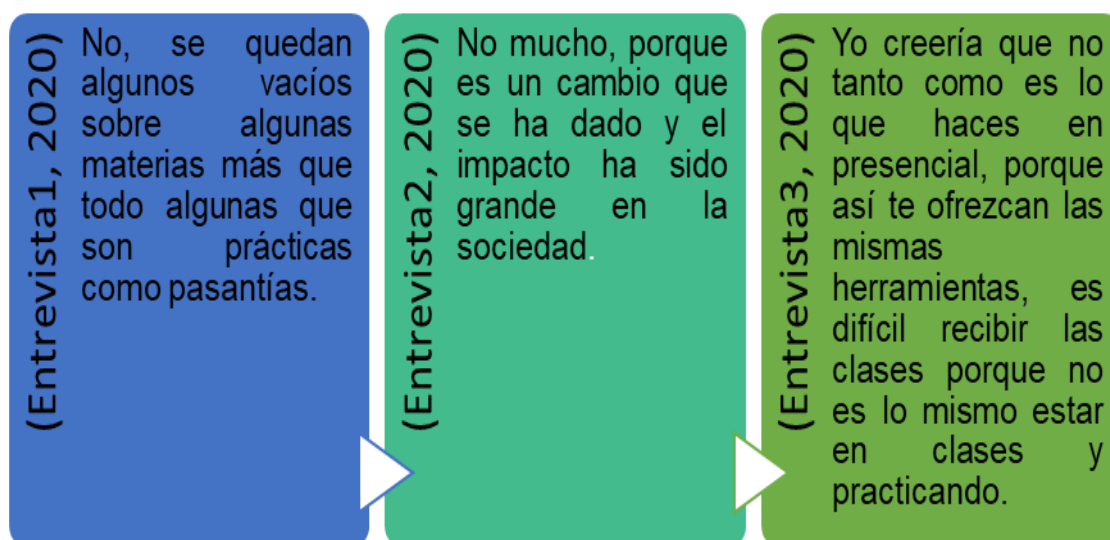 (Entrevista1, 2020)
No, se quedan
algunos vacíos
sobre algunas
materias más que
todo algunas que
son prácticas
como pasantías.
(Entrevista2, 2020)
No mucho, porque
es un cambio que
se ha dado y el
impacto ha sido
grande en la
sociedad.
(Entrevista3, 2020)
Yo creería que no
tanto como es lo
que haces en
presencial, porque
así te ofrezcan las
mismas
herramientas, es
difícil recibir las
clases porque no
es lo mismo estar
en clases y
practicando.